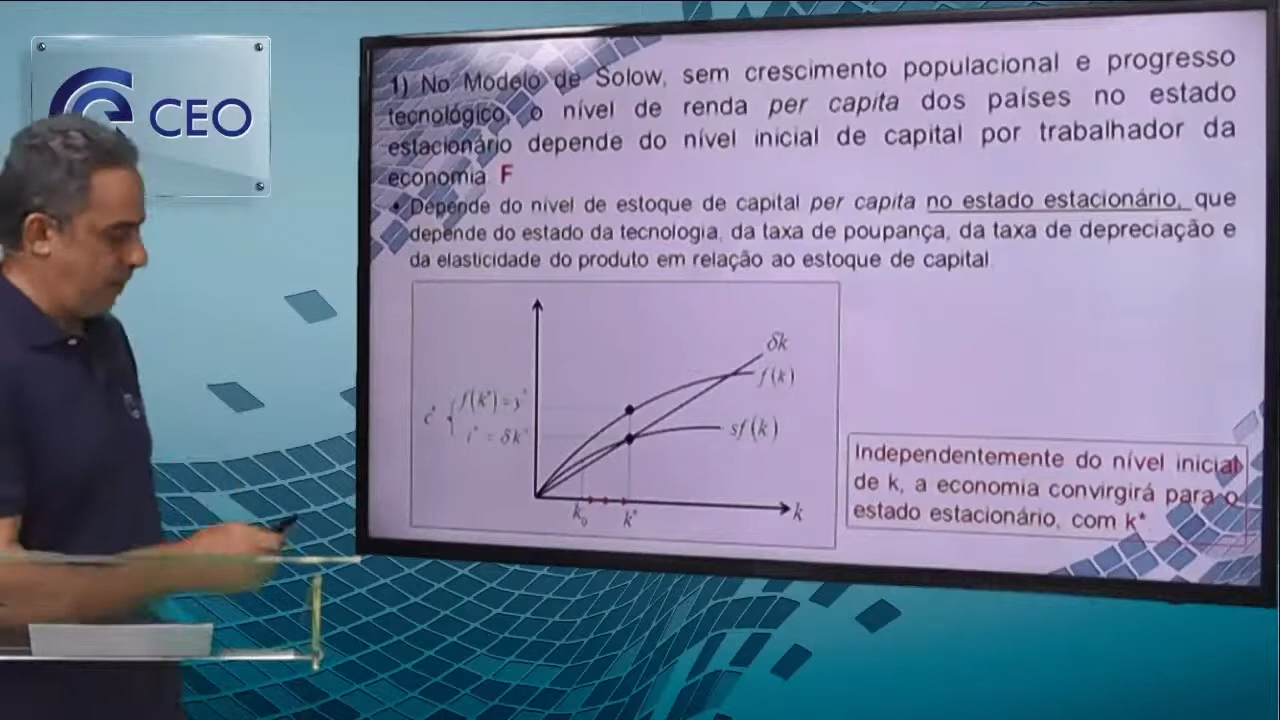 CEO
1) No Modelo de Solow, sem crescimento populacional e progresso
tecnológico, o nível de renda per capita dos países no estado
estacionário depende do nível inicial de capital por trabalhador da
economia. F
• Depende do nível de estoque de capital per capita no estado estacionário, que
depende do estado da tecnologia, da taxa de poupança, da taxa de depreciação e
da elasticidade do produto em relação ao estoque de capital.
δk
f(k)
c* { f(k*) = y*
i* = δk*
sf(k)
k₀ k* k
Independentemente do nível inicial
de k, a economia convirgirá para o
estado estacionário, com k*.